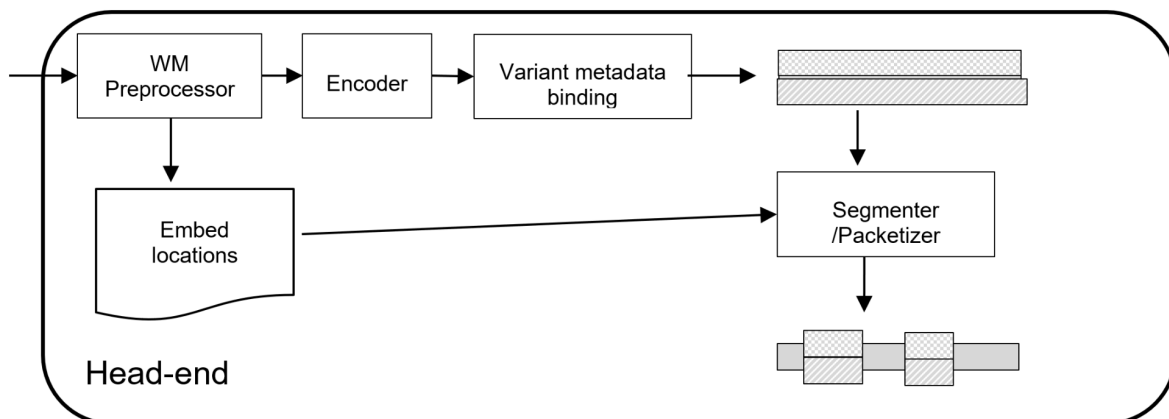 WM
Preprocessor
Encoder
Variant metadata
binding
Embed
locations
Segmenter
/Packetizer
Head-end